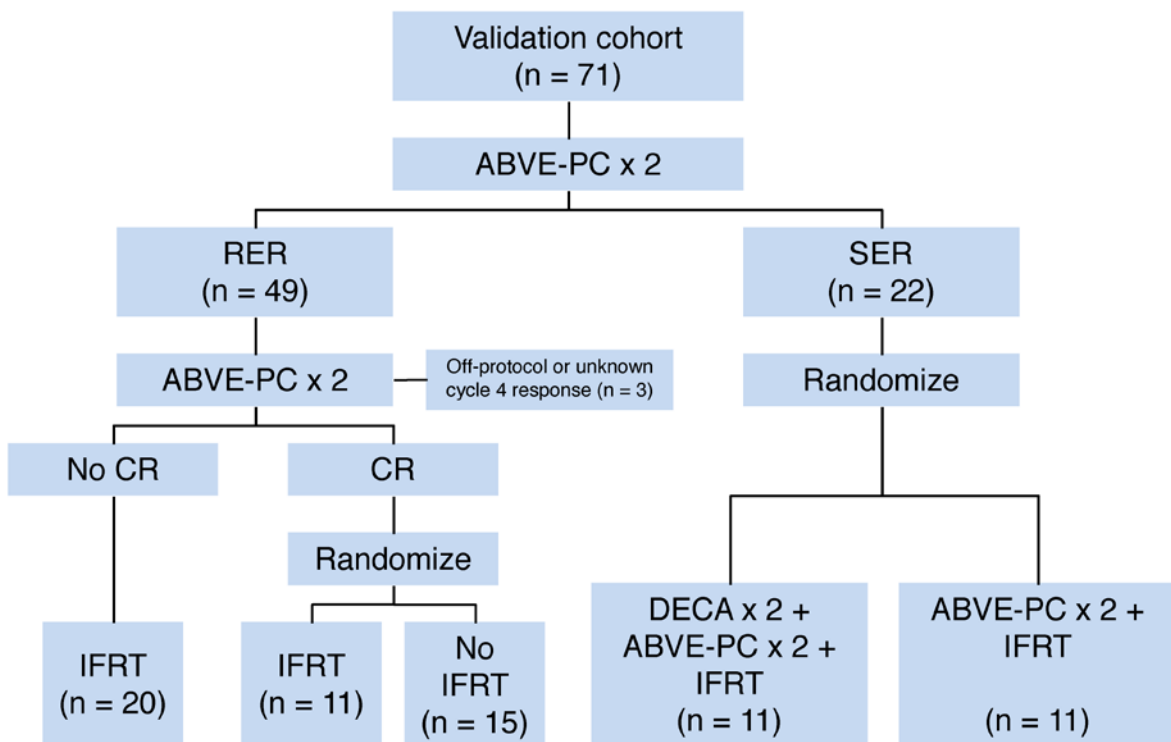 Validation cohort
(n = 71)
ABVE-PC x 2
RER
(n = 49)
SER
(n = 22)
ABVE-PC x 2
Off-protocol or unknown
cycle 4 response (n = 3)
Randomize
No CR
CR
Randomize
IFRT
(n = 20)
IFRT
(n = 11)
No
IFRT
(n = 15)
DECA x 2 +
ABVE-PC x 2 +
IFRT
(n = 11)
ABVE-PC x 2 +
IFRT
(n = 11)